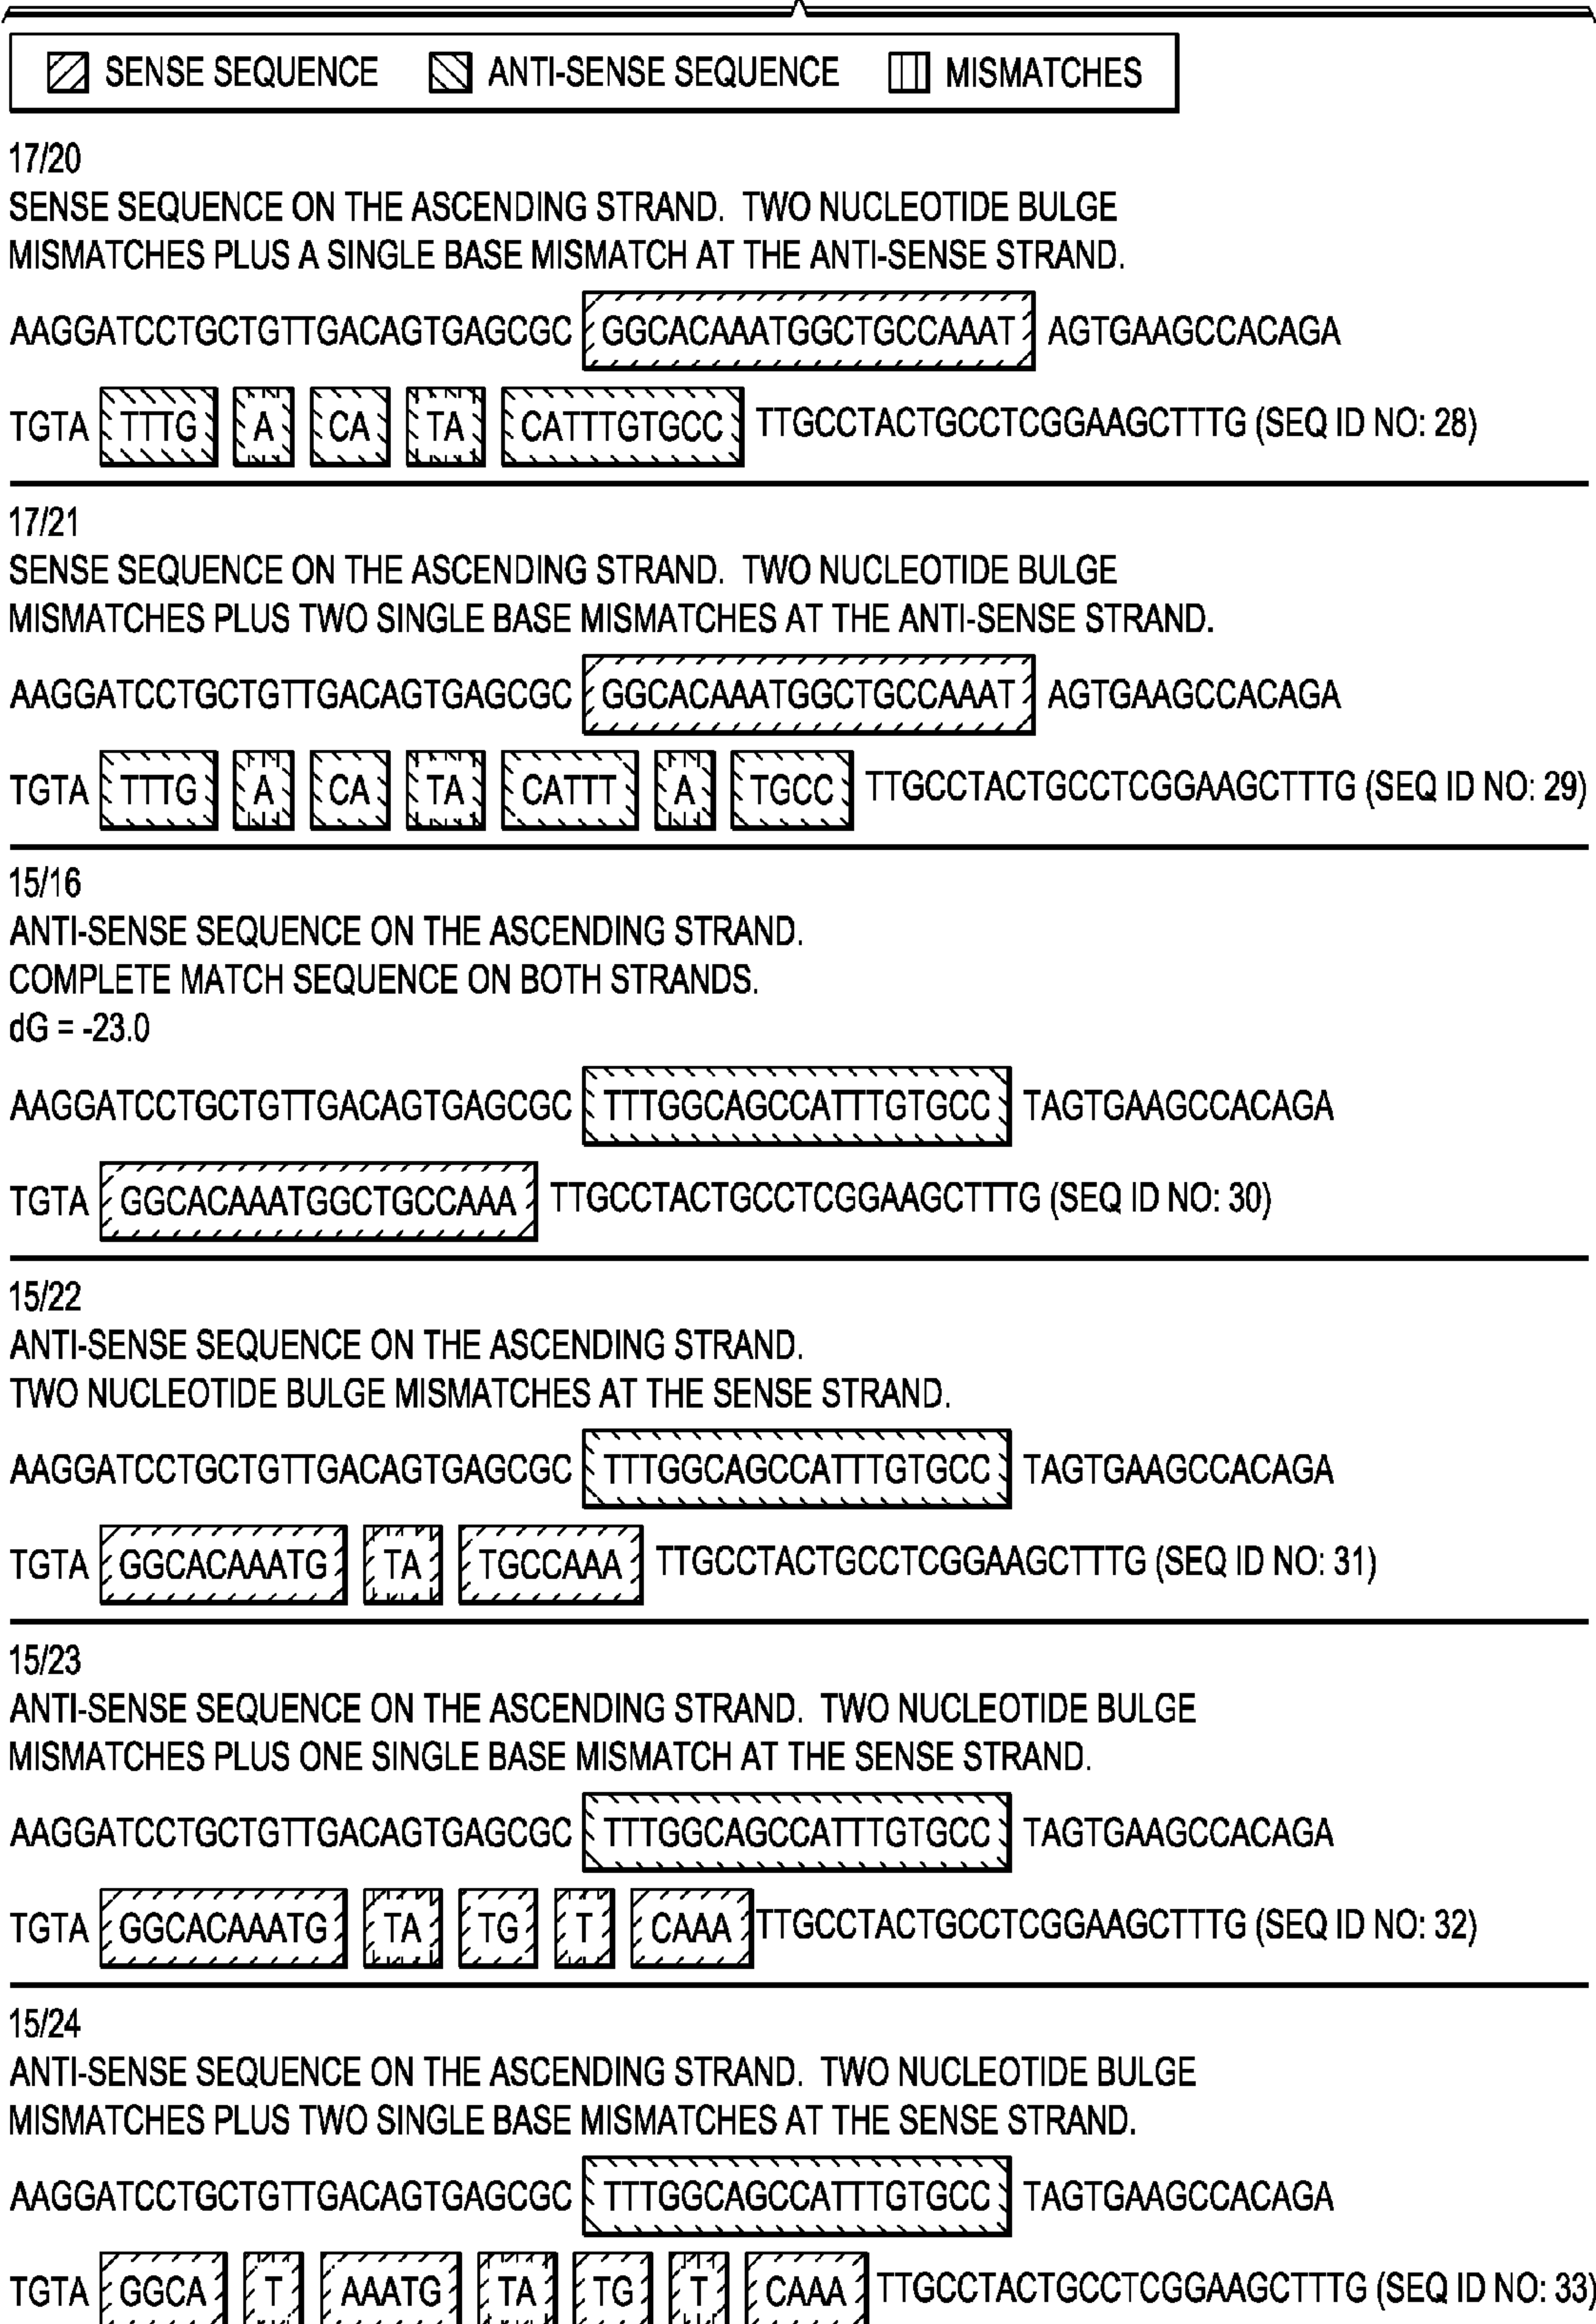 SENSE SEQUENCE ANTI-SENSE SEQUENCE MISMATCHES
17/20
SENSE SEQUENCE ON THE ASCENDING STRAND. TWO NUCLEOTIDE BULGE
MISMATCHES PLUS A SINGLE BASE MISMATCH AT THE ANTI-SENSE STRAND.
AAGGATCCTGCTGTTGACAGTGAGCGC GGCACAAATGGCTGCCAAAT AGTGAAGCCACAGA
TGTA TTTG A CA TA CATTTGTGCC TTGCCTACTGCCTCGGAAGCTTTG (SEQ ID NO: 28)
17/21
SENSE SEQUENCE ON THE ASCENDING STRAND. TWO NUCLEOTIDE BULGE
MISMATCHES PLUS TWO SINGLE BASE MISMATCHES AT THE ANTI-SENSE STRAND.
AAGGATCCTGCTGTTGACAGTGAGCGC GGCACAAATGGCTGCCAAAT AGTGAAGCCACAGA
TGTA TTTG A CA TA CATTT A TGCC TTGCCTACTGCCTCGGAAGCTTTG (SEQ ID NO: 29)
15/16
ANTI-SENSE SEQUENCE ON THE ASCENDING STRAND.
COMPLETE MATCH SEQUENCE ON BOTH STRANDS.
dG = -23.0
AAGGATCCTGCTGTTGACAGTGAGCGC TTTGGCAGCCATTTGTGCC TAGTGAAGCCACAGA
TGTA GGCACAAATGGCTGCCAAA TTGCCTACTGCCTCGGAAGCTTTG (SEQ ID NO: 30)
15/22
ANTI-SENSE SEQUENCE ON THE ASCENDING STRAND.
TWO NUCLEOTIDE BULGE MISMATCHES AT THE SENSE STRAND.
AAGGATCCTGCTGTTGACAGTGAGCGC TTTGGCAGCCATTTGTGCC TAGTGAAGCCACAGA
TGTA GGCACAAATG TA TGCCAAA TTGCCTACTGCCTCGGAAGCTTTG (SEQ ID NO: 31)
15/23
ANTI-SENSE SEQUENCE ON THE ASCENDING STRAND. TWO NUCLEOTIDE BULGE
MISMATCHES PLUS ONE SINGLE BASE MISMATCH AT THE SENSE STRAND.
AAGGATCCTGCTGTTGACAGTGAGCGC TTTGGCAGCCATTTGTGCC TAGTGAAGCCACAGA
TGTA GGCACAAATG TA TG T CAAA TTGCCTACTGCCTCGGAAGCTTTG (SEQ ID NO: 32)
15/24
ANTI-SENSE SEQUENCE ON THE ASCENDING STRAND. TWO NUCLEOTIDE BULGE
MISMATCHES PLUS TWO SINGLE BASE MISMATCHES AT THE SENSE STRAND.
AAGGATCCTGCTGTTGACAGTGAGCGC TTTGGCAGCCATTTGTGCC TAGTGAAGCCACAGA
TGTA GGCA T AAATG TA TG T CAAA TTGCCTACTGCCTCGGAAGCTTTG (SEQ ID NO: 33)